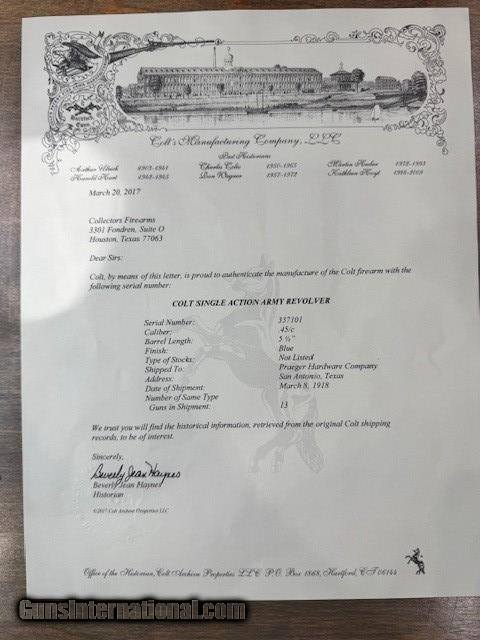 Colt's Manufacturing Company, LLC
Past Historians
Arthur Ulrich 1903-1941 Charles Coles 1950-1965 Martin Huber 1972-1993
Harold Hart 1942-1945 Don Wagner 1957-1972 Kathleen Hoyt 1986-2009
March 20, 2017
Collectors Firearms
3301 Fondren, Suite O
Houston, Texas 77063
Dear Sirs:
Colt, by means of this letter, is proud to authenticate the manufacture of the Colt firearm with the
following serial number:
COLT SINGLE ACTION ARMY REVOLVER
Serial Number: 337101
Caliber: .45/c
Barrel Length: 5 ½"
Finish: Blue
Type of Stocks: Not Listed
Shipped To: Praeger Hardware Company
Address: San Antonio, Texas
Date of Shipment: March 8, 1918
Number of Same Type
Guns in Shipment: 13
We trust you will find the historical information, retrieved from the original Colt shipping
records, to be of interest.
Sincerely,
Beverly Jean Haynes
Beverly Jean Haynes
Historian
©2017 Colt Archive Properties LLC
Office of the Historian, Colt Archive Properties LLC P.O. Box 1868, Hartford, CT 06144
GunsInternational.com